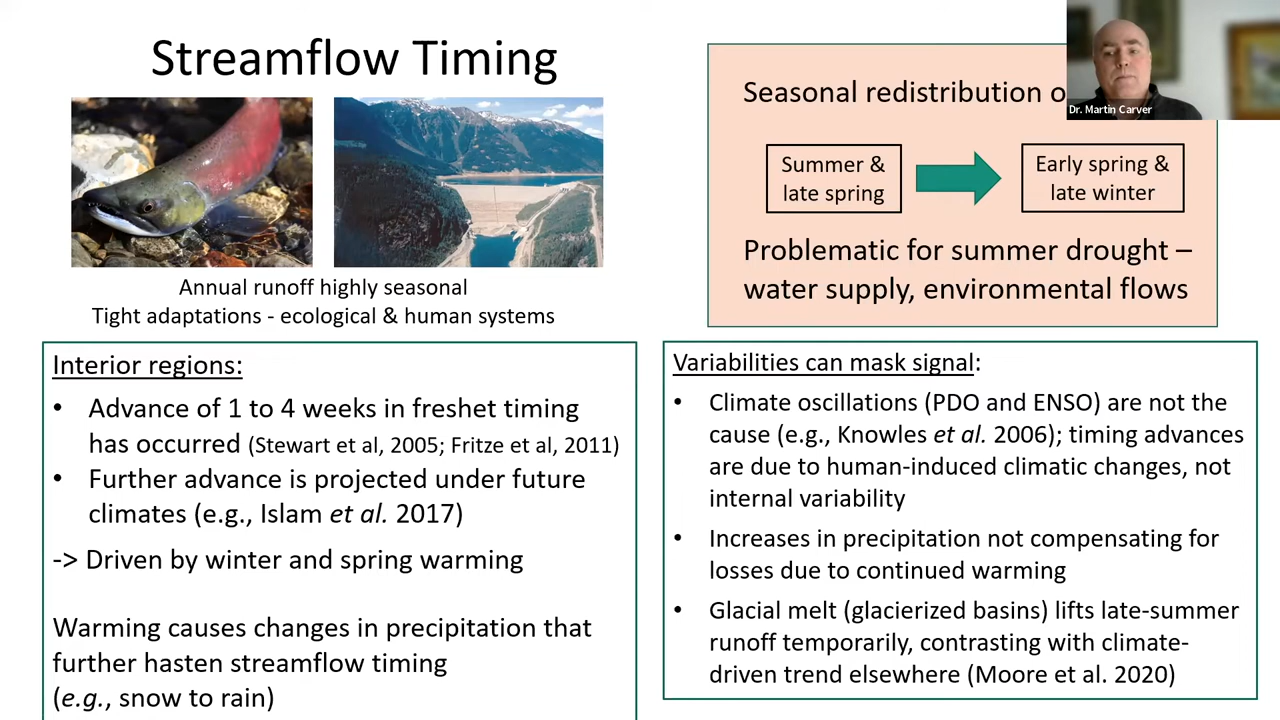 Streamflow Timing
Annual runoff highly seasonal
Tight adaptations - ecological & human systems
Seasonal redistribution o
Summer &
late spring
Early spring &
late winter
Problematic for summer drought –
water supply, environmental flows
Dr. Martin Carver
Interior regions:
• Advance of 1 to 4 weeks in freshet timing
has occurred (Stewart et al, 2005; Fritze et al, 2011)
• Further advance is projected under future
climates (e.g., Islam et al. 2017)
-> Driven by winter and spring warming
Warming causes changes in precipitation that
further hasten streamflow timing
(e.g., snow to rain)
Variabilities can mask signal:
• Climate oscillations (PDO and ENSO) are not the
cause (e.g., Knowles et al. 2006); timing advances
are due to human-induced climatic changes, not
internal variability
• Increases in precipitation not compensating for
losses due to continued warming
• Glacial melt (glacierized basins) lifts late-summer
runoff temporarily, contrasting with climate-
driven trend elsewhere (Moore et al. 2020)